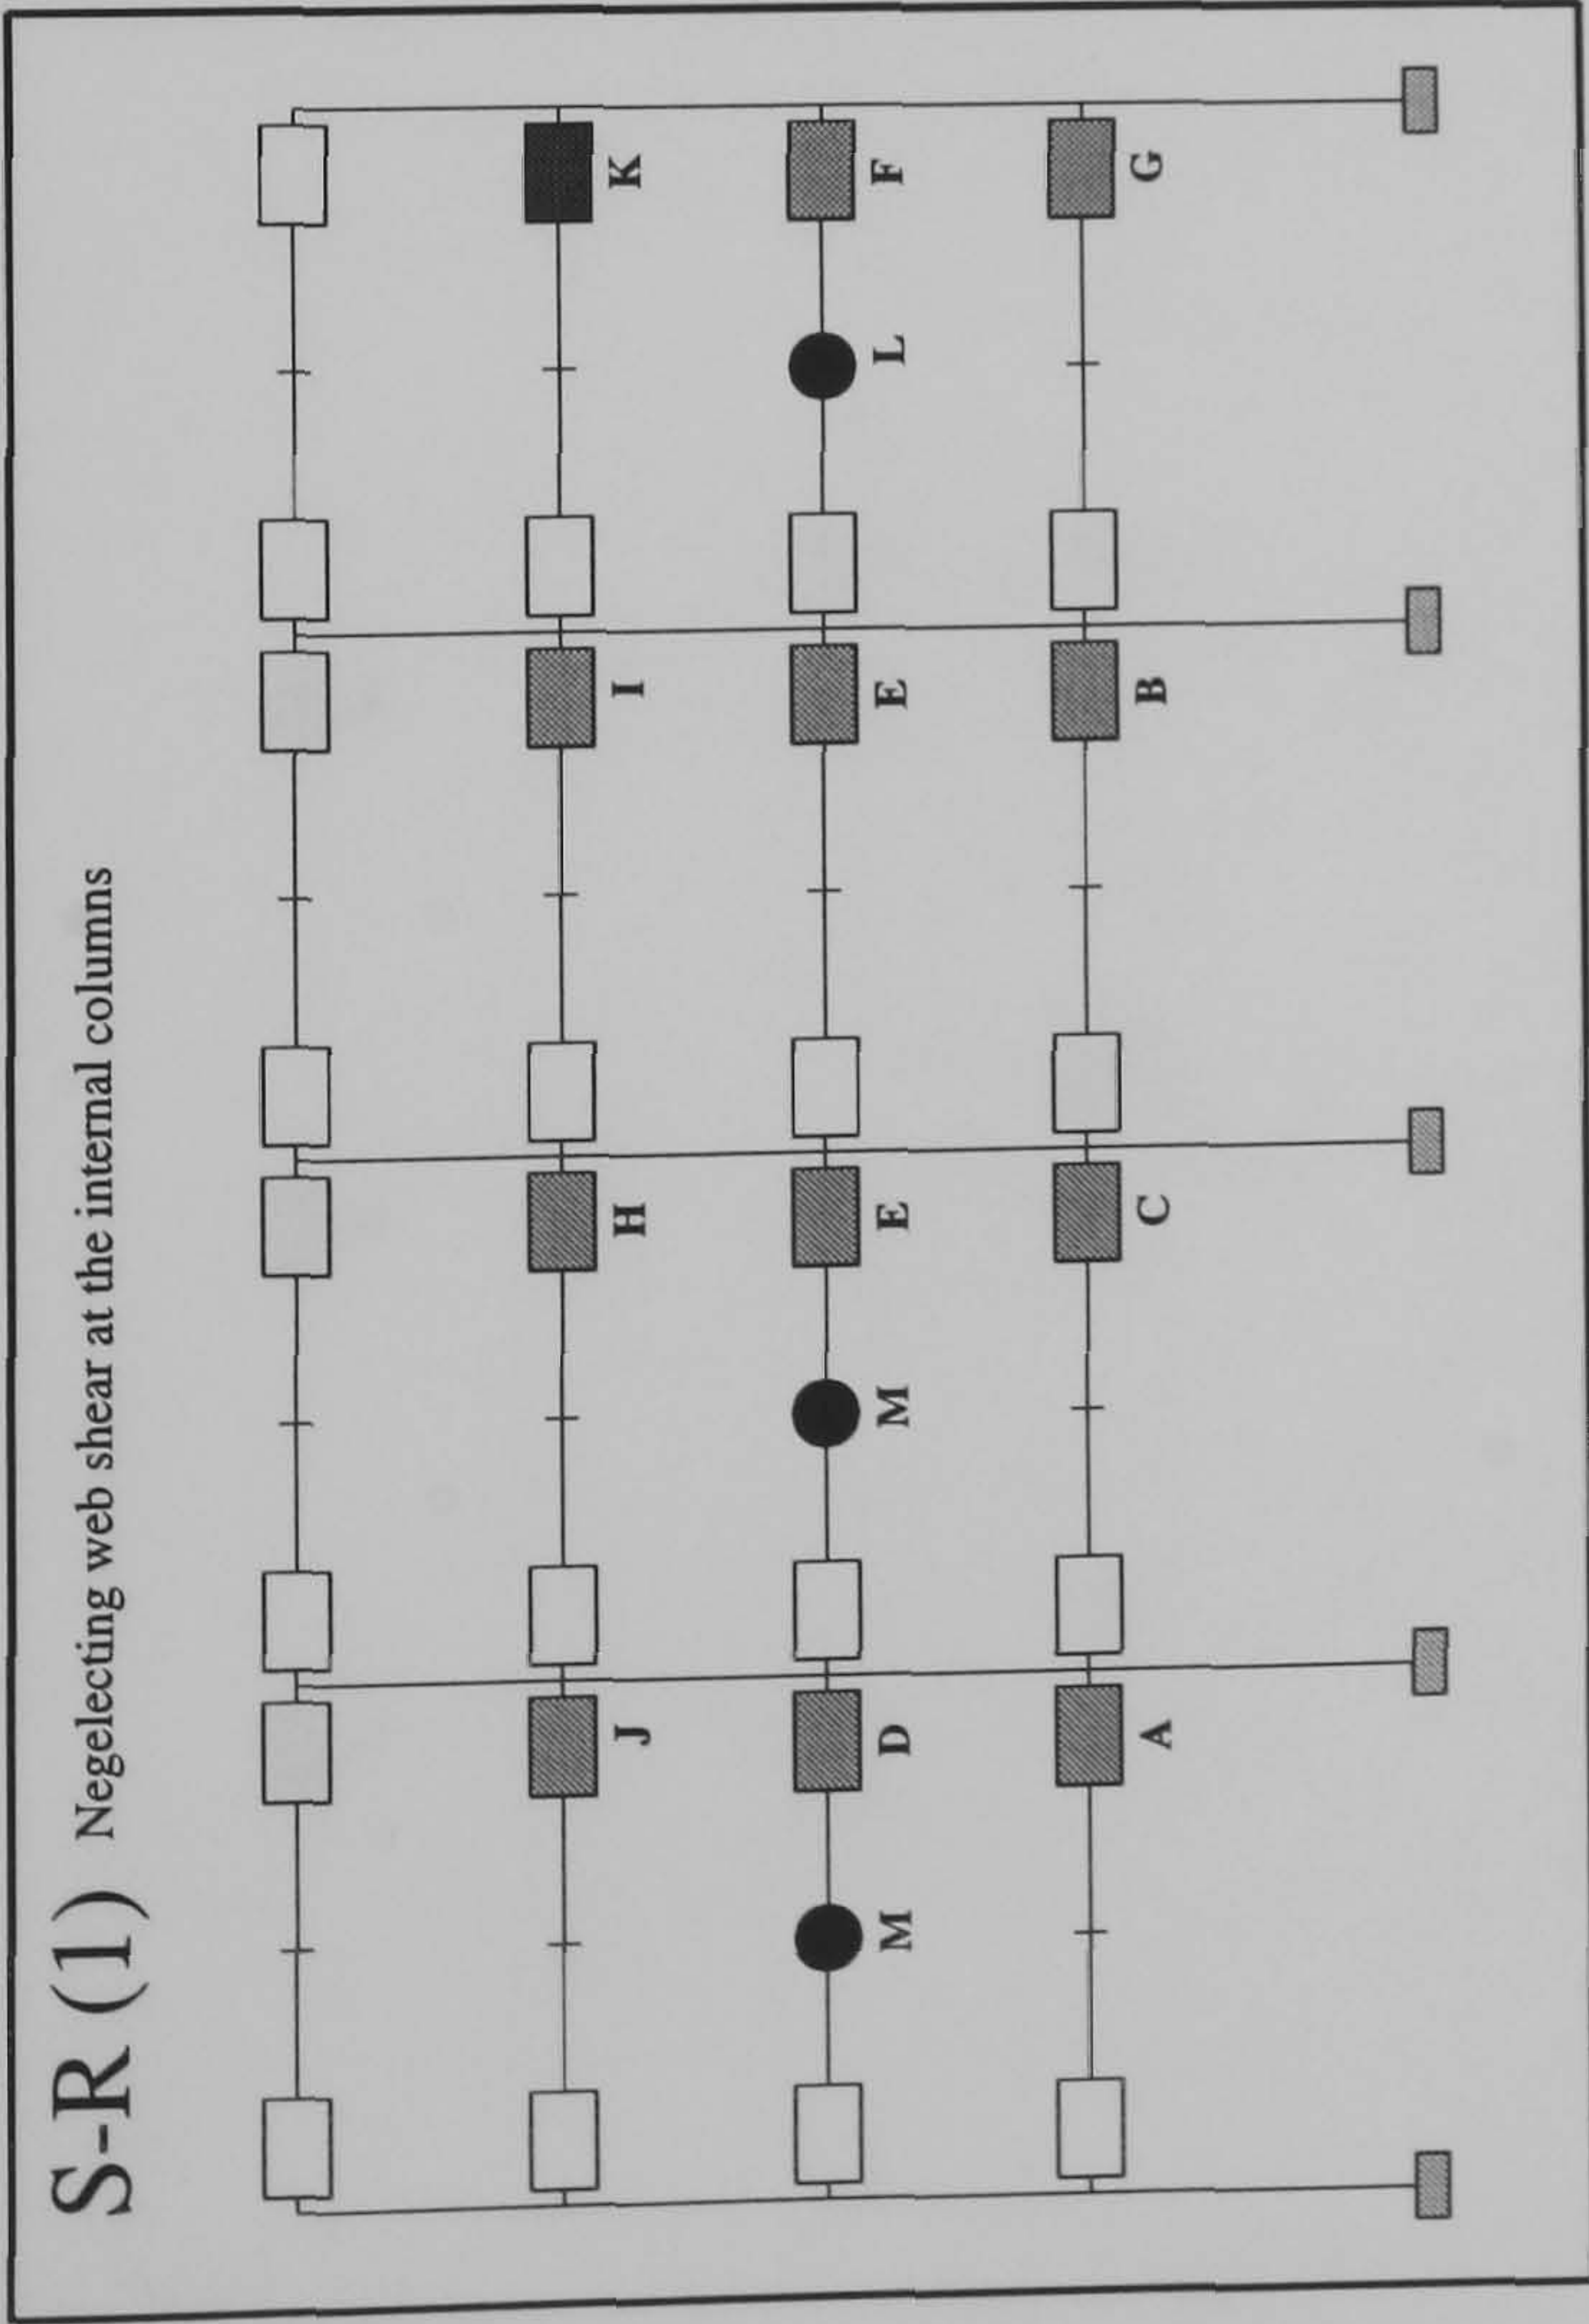 S-R (1) Negelecting web shear at the internal columns
J H I K
M D M E E L F
A C B G